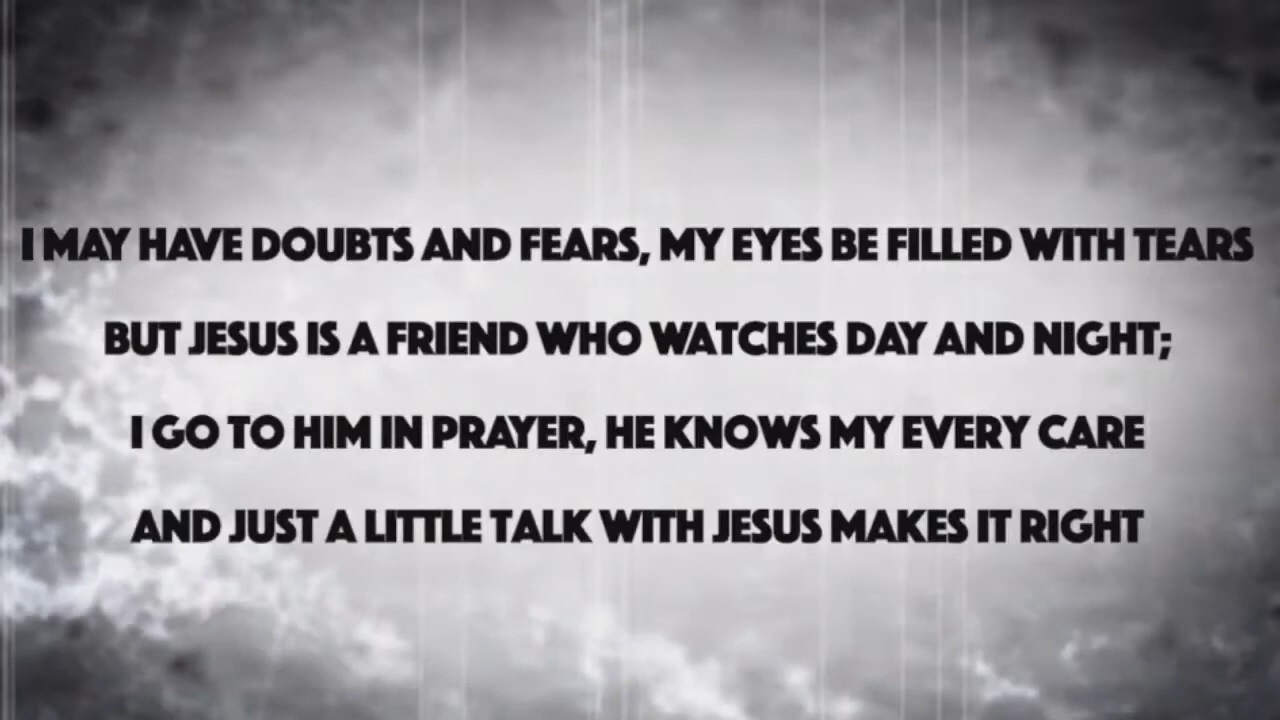 I MAY HAVE DOUBTS AND FEARS, MY EYES BE FILLED WITH TEARS
BUT JESUS IS A FRIEND WHO WATCHES DAY AND NIGHT;
I GO TO HIM IN PRAYER, HE KNOWS MY EVERY CARE
AND JUST A LITTLE TALK WITH JESUS MAKES IT RIGHT